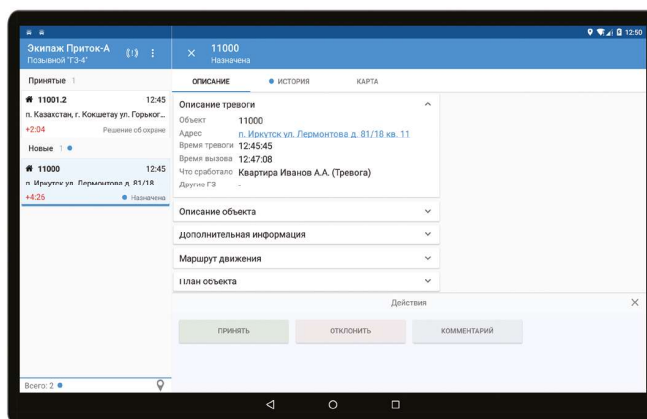 12:50
Экипаж Приток-А
Позывной "ГЗ-4"
11000
Назначена
Принятые 1
11001.2 12:45
п. Казахстан, г. Кокшетау ул. Горьког...
+2:04 Решение об охране
Новые 1
11000 12:45
п. Иркутск ул. Лермонтова д. 81/18
+4:26 Назначена
Всего: 2
ОПИСАНИЕ ИСТОРИЯ КАРТА
Описание тревоги
Объект 11000
Адрес п. Иркутск ул. Лермонтова д. 81/18 кв. 11
Время тревоги 12:45:45
Время вызова 12:47:08
Что сработало Квартира Иванов А.А. (Тревога)
Другие ГЗ -
Описание объекта
Дополнительная информация
Маршрут движения
План объекта
Действия
ПРИНЯТЬ ОТКЛОНИТЬ КОММЕНТАРИЙ